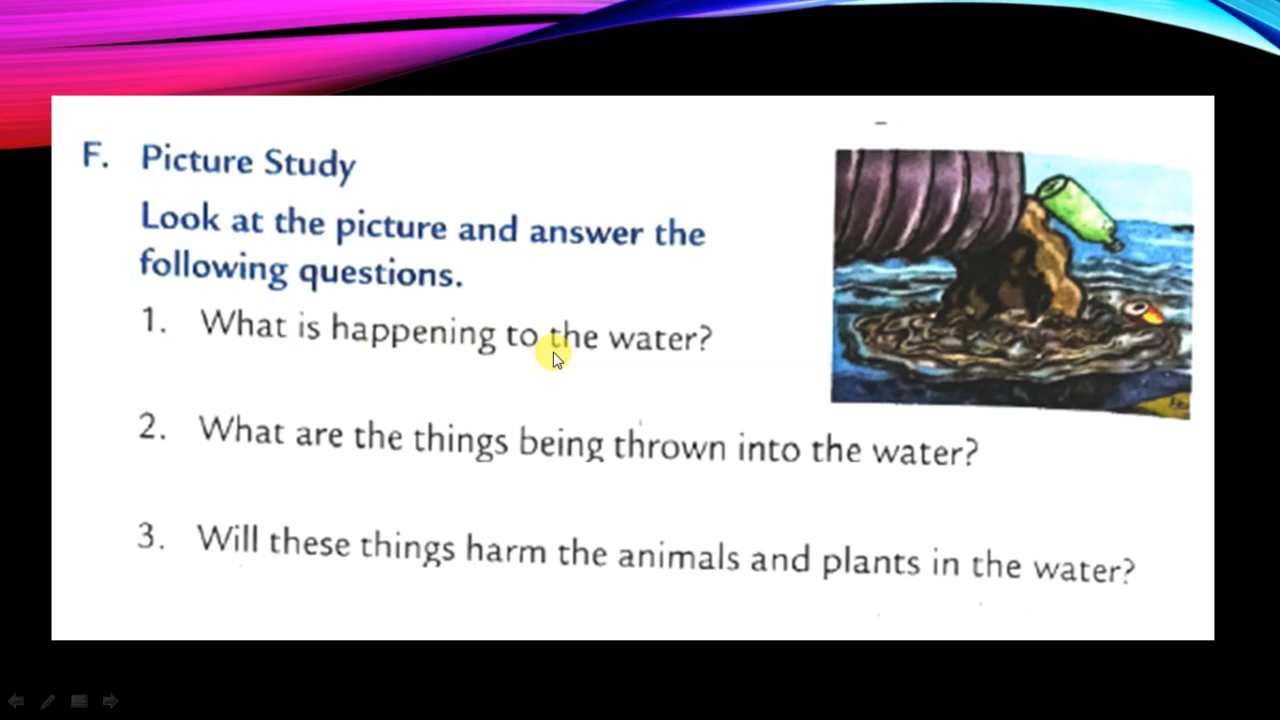 F. Picture Study
Look at the picture and answer the
following questions.
1. What is happening to the water?
2. What are the things being thrown into the water?
3. Will these things harm the animals and plants in the water?